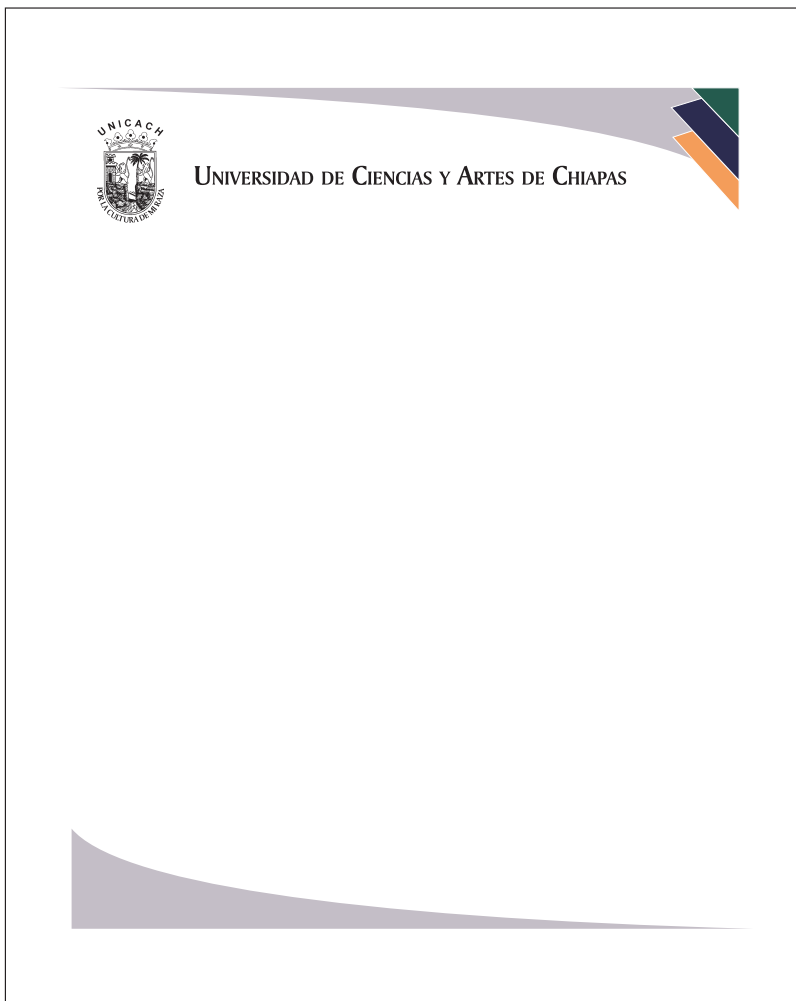 UNICACH
POR LA CULTURA DE MI RAZA
UNIVERSIDAD DE CIENCIAS Y ARTES DE CHIAPAS